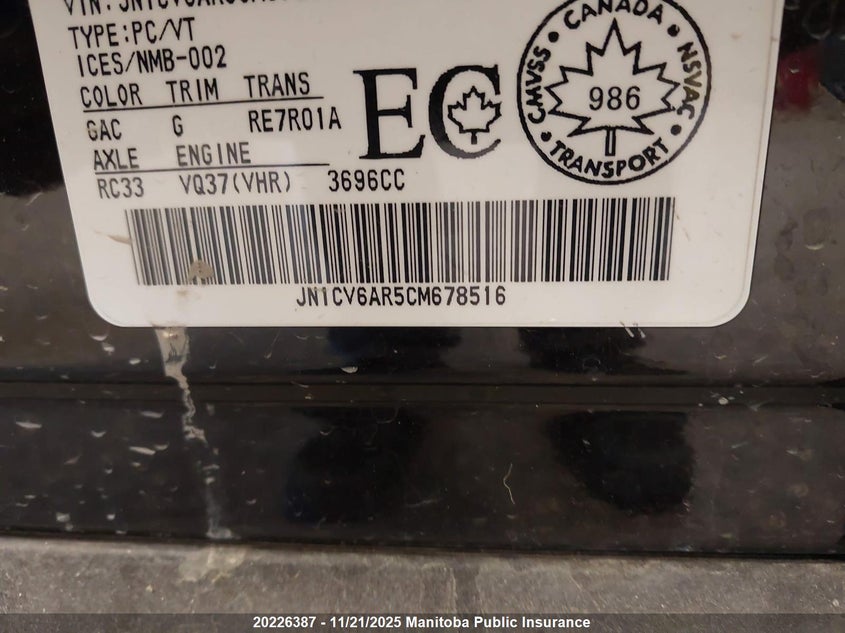 TYPE:PC/VT
ICES/NMB-002
COLOR TRIM TRANS
GAC G RE7R01A
AXLE ENGINE
RC33 VQ37(VHR) 3696CC
EC
CANADA
CMVSS NSVAC
986
TRANSPORT
JN1CV6AR5CM678516
20226387 - 11/21/2025 Manitoba Public Insurance